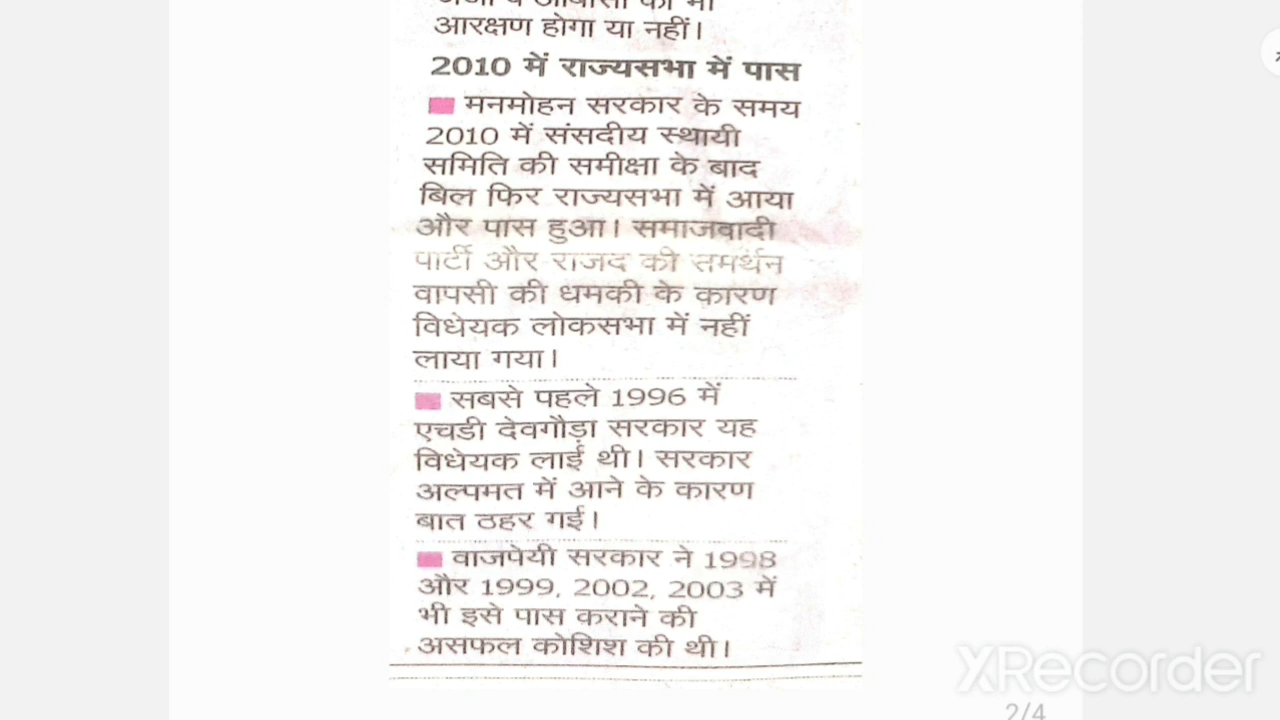 आरक्षण होगा या नहीं।
2010 में राज्यसभा में पास
मनमोहन सरकार के समय
2010 में संसदीय स्थायी
समिति की समीक्षा के बाद
बिल फिर राज्यसभा में आया
और पास हुआ। समाजवादी
पार्टी और राजद की समर्थन
वापसी की धमकी के कारण
विधेयक लोकसभा में नहीं
लाया गया।
सबसे पहले 1996 में
एचडी देवगौड़ा सरकार यह
विधेयक लाई थी। सरकार
अल्पमत में आने के कारण
बात ठहर गई।
वाजपेयी सरकार ने 1998
और 1999, 2002, 2003 में
भी इसे पास कराने की
असफल कोशिश की थी।
XRecorder
2/4